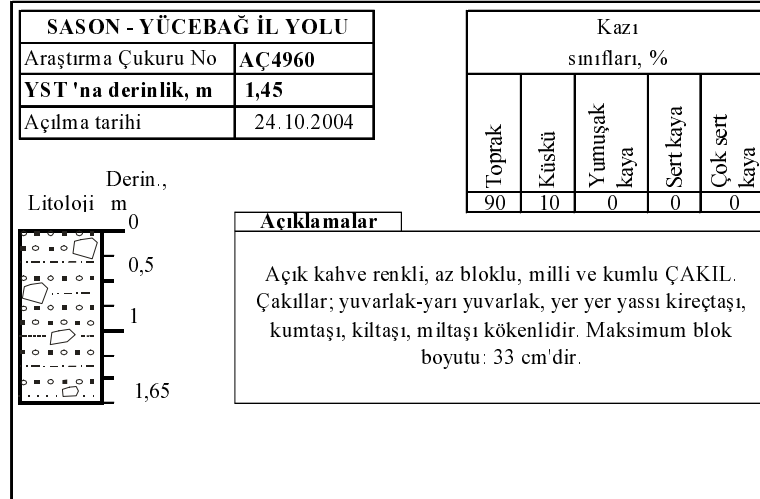 SASON - YÜCEBAĞ İL YOLU
Araştırma Çukuru No AÇ4960
YST 'na derinlik, m 1,45
Açılma tarihi 24.10.2004
Kazı
sınıfları, %
Toprak
Küskü
Yumuşak
kaya
Sert kaya
Çok sert
kaya
90 10 0 0 0
Derin.,
Litoloji m
0
0,5
1
1,65
Açıklamalar
Açık kahve renkli, az bloklu, milli ve kumlu ÇAKIL.
Çakıllar; yuvarlak-yarı yuvarlak, yer yer yassı kireçtaşı,
kumtaşı, kiltaşı, miltaşı kökenlidir. Maksimum blok
boyutu: 33 cm'dir.